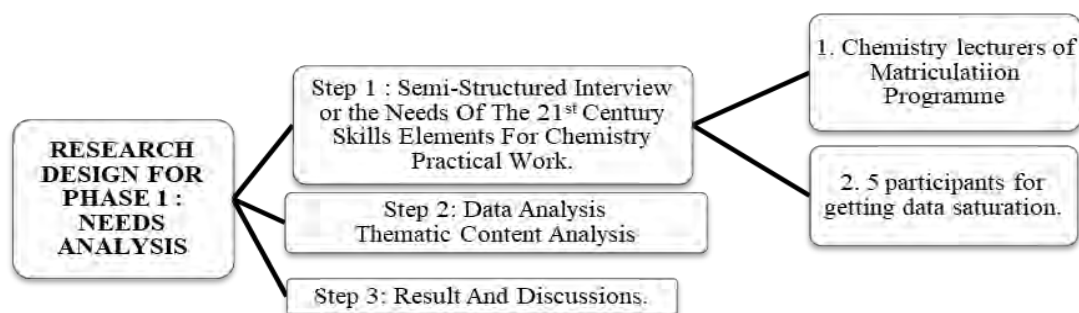 RESEARCH
DESIGN FOR
PHASE 1 :
NEEDS
ANALYSIS
Step 1 : Semi-Structured Interview
or the Needs Of The 21st Century
Skills Elements For Chemistry
Practical Work.
1. Chemistry lecturers of
Matriculatiion
Programme
2. 5 participants for
getting data saturation.
Step 2: Data Analysis
Thematic Content Analysis
Step 3: Result And Discussions.